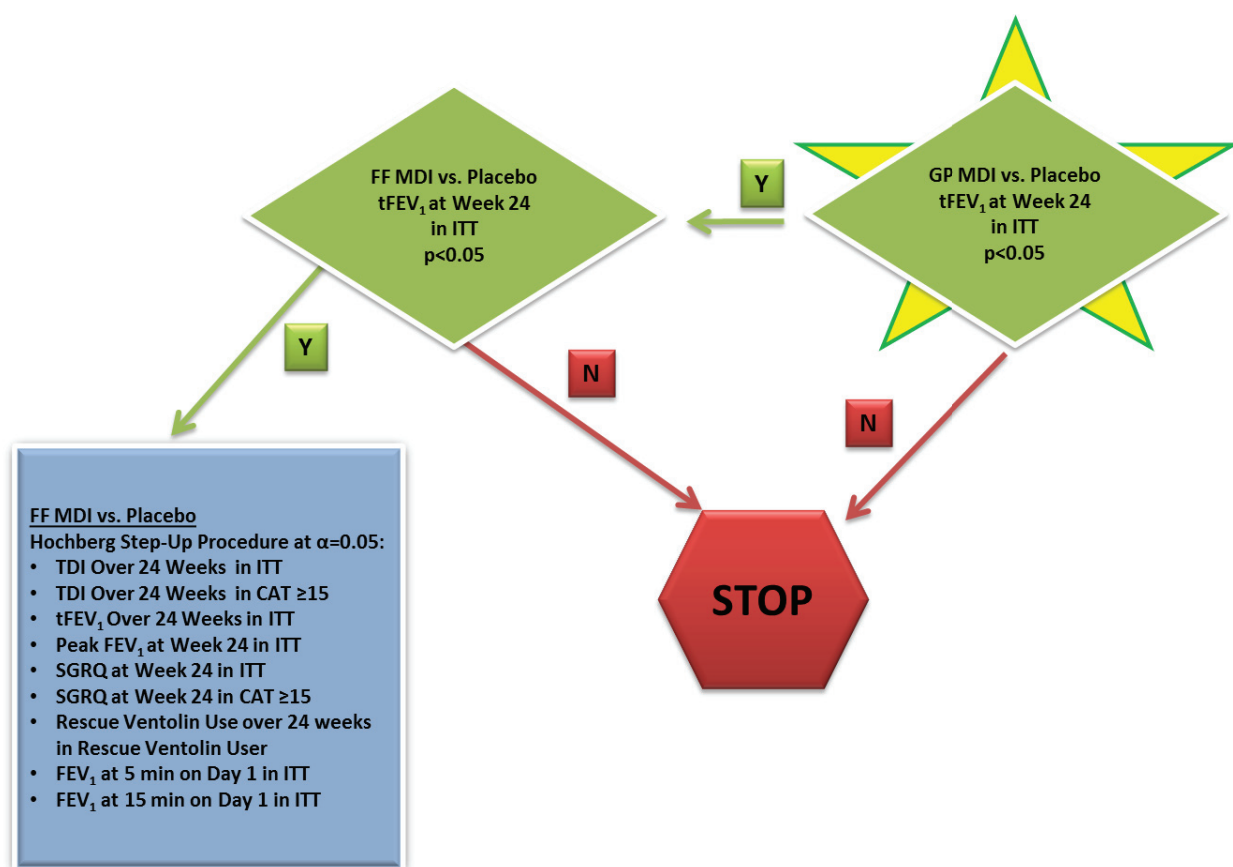 GP MDI vs. Placebo
tFEV₁ at Week 24
in ITT
p<0.05
Y
N
FF MDI vs. Placebo
tFEV₁ at Week 24
in ITT
p<0.05
Y
N
FF MDI vs. Placebo
Hochberg Step-Up Procedure at α=0.05:
• TDI Over 24 Weeks in ITT
• TDI Over 24 Weeks in CAT ≥15
• tFEV₁ Over 24 Weeks in ITT
• Peak FEV₁ at Week 24 in ITT
• SGRQ at Week 24 in ITT
• SGRQ at Week 24 in CAT ≥15
• Rescue Ventolin Use over 24 weeks
in Rescue Ventolin User
• FEV₁ at 5 min on Day 1 in ITT
• FEV₁ at 15 min on Day 1 in ITT
STOP